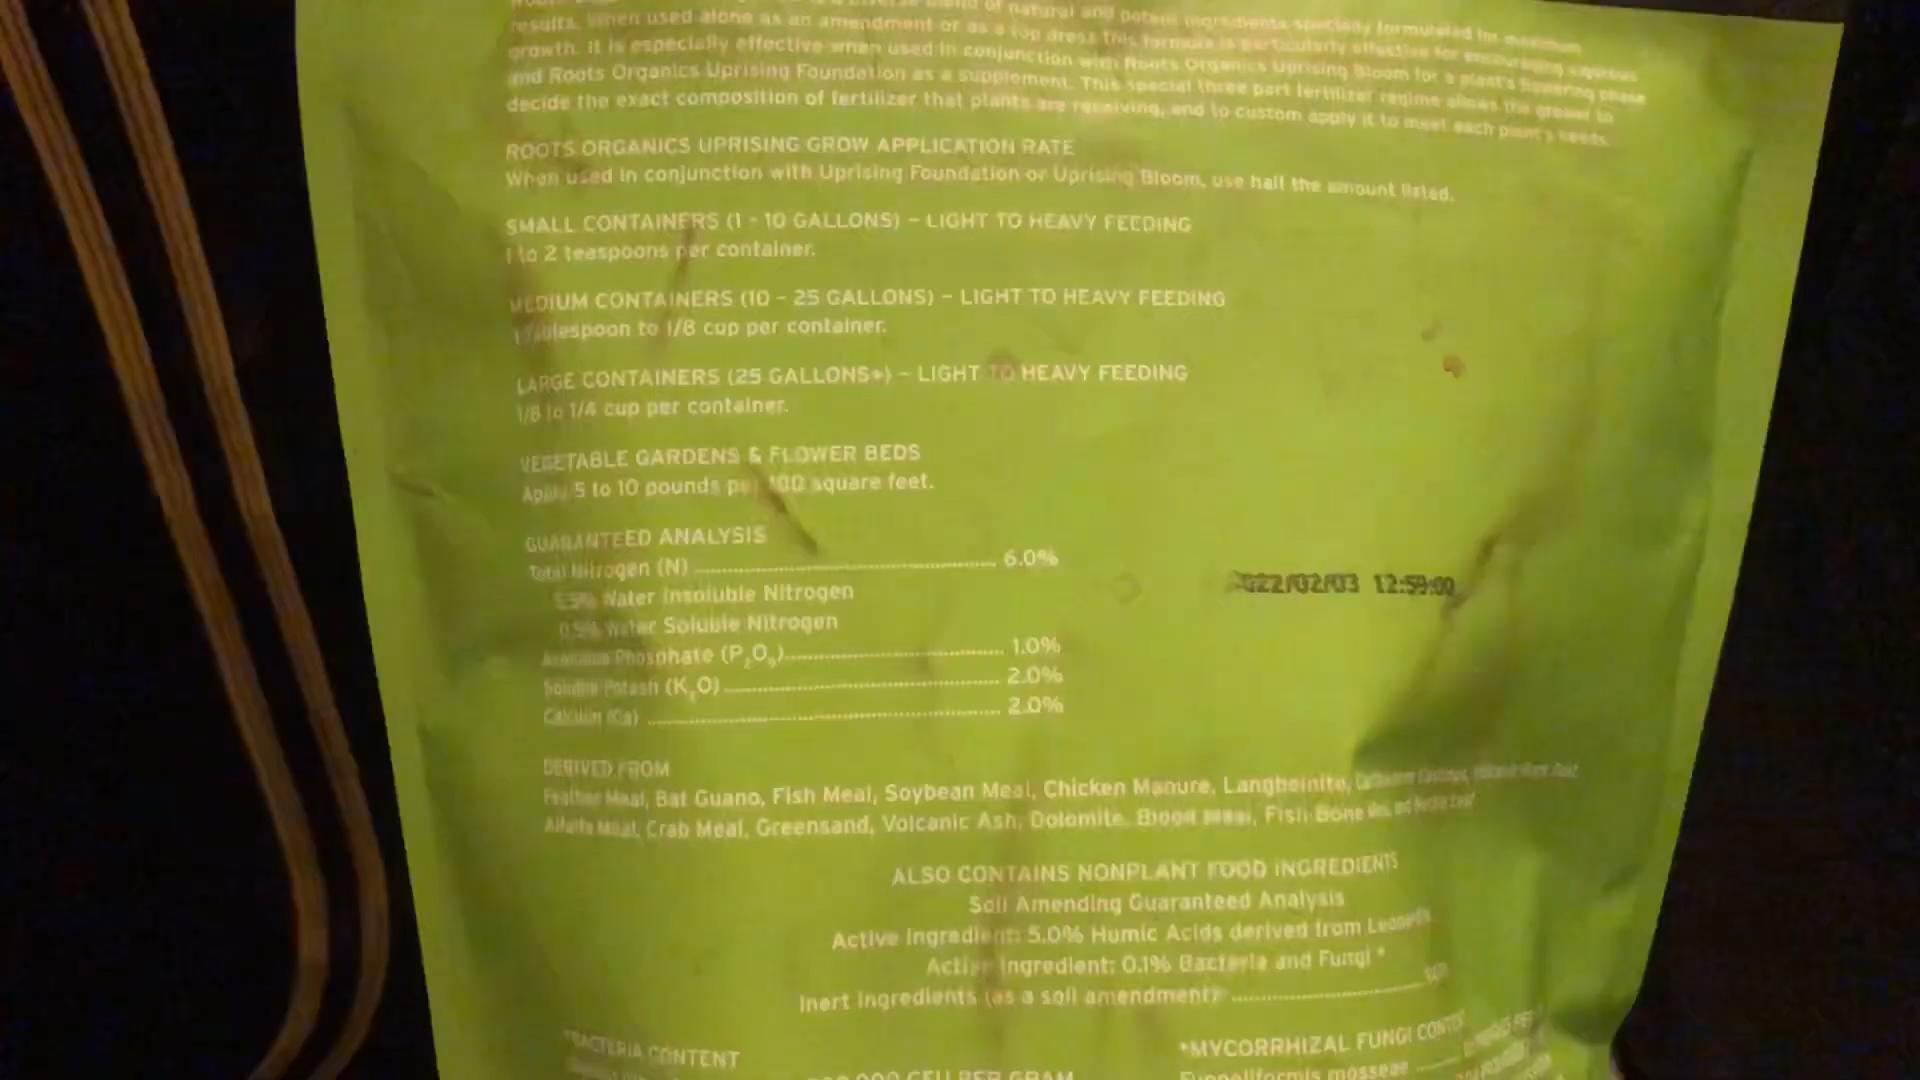 results. When used alone as an amendment or as a top dress this formula is particularly effective for encouraging vigorous
growth. It is especially effective when used in conjunction with Roots Organics Uprising Bloom for a plant's flowering phase
and Roots Organics Uprising Foundation as a supplement. This special three part fertilizer regime allows the grower to
decide the exact composition of fertilizer that plants are receiving, and to custom apply it to meet each plant's needs.
ROOTS ORGANICS UPRISING GROW APPLICATION RATE
When used in conjunction with Uprising Foundation or Uprising Bloom, use half the amount listed.
SMALL CONTAINERS (1 - 10 GALLONS) – LIGHT TO HEAVY FEEDING
1 to 2 teaspoons per container.
MEDIUM CONTAINERS (10 - 25 GALLONS) – LIGHT TO HEAVY FEEDING
1 Tablespoon to 1/8 cup per container.
LARGE CONTAINERS (25 GALLONS+) – LIGHT TO HEAVY FEEDING
1/8 to 1/4 cup per container.
VEGETABLE GARDENS & FLOWER BEDS
Apply 5 to 10 pounds per 100 square feet.
GUARANTEED ANALYSIS
Total Nitrogen (N) 6.0%
5.5% Water Insoluble Nitrogen
0.5% Water Soluble Nitrogen
2022/02/03 12:59:00
Available Phosphate (P₂O₅) 1.0%
Soluble Potash (K₂O) 2.0%
Calcium (Ca) 2.0%
DERIVED FROM
Feather Meal, Bat Guano, Fish Meal, Soybean Meal, Chicken Manure, Langbeinite,
Alfalfa Meal, Crab Meal, Greensand, Volcanic Ash, Dolomite, Blood Meal, Fish Bone
ALSO CONTAINS NONPLANT FOOD INGREDIENTS
Soil Amending Guaranteed Analysis
Active Ingredient: 5.0% Humic Acids derived from
Active Ingredient: 0.1% Bacteria and Fungi *
Inert Ingredients (as a soil amendment)
*BACTERIA CONTENT
*MYCORRHIZAL FUNGI
CELL PER GRAM
Funneliformis mosseae